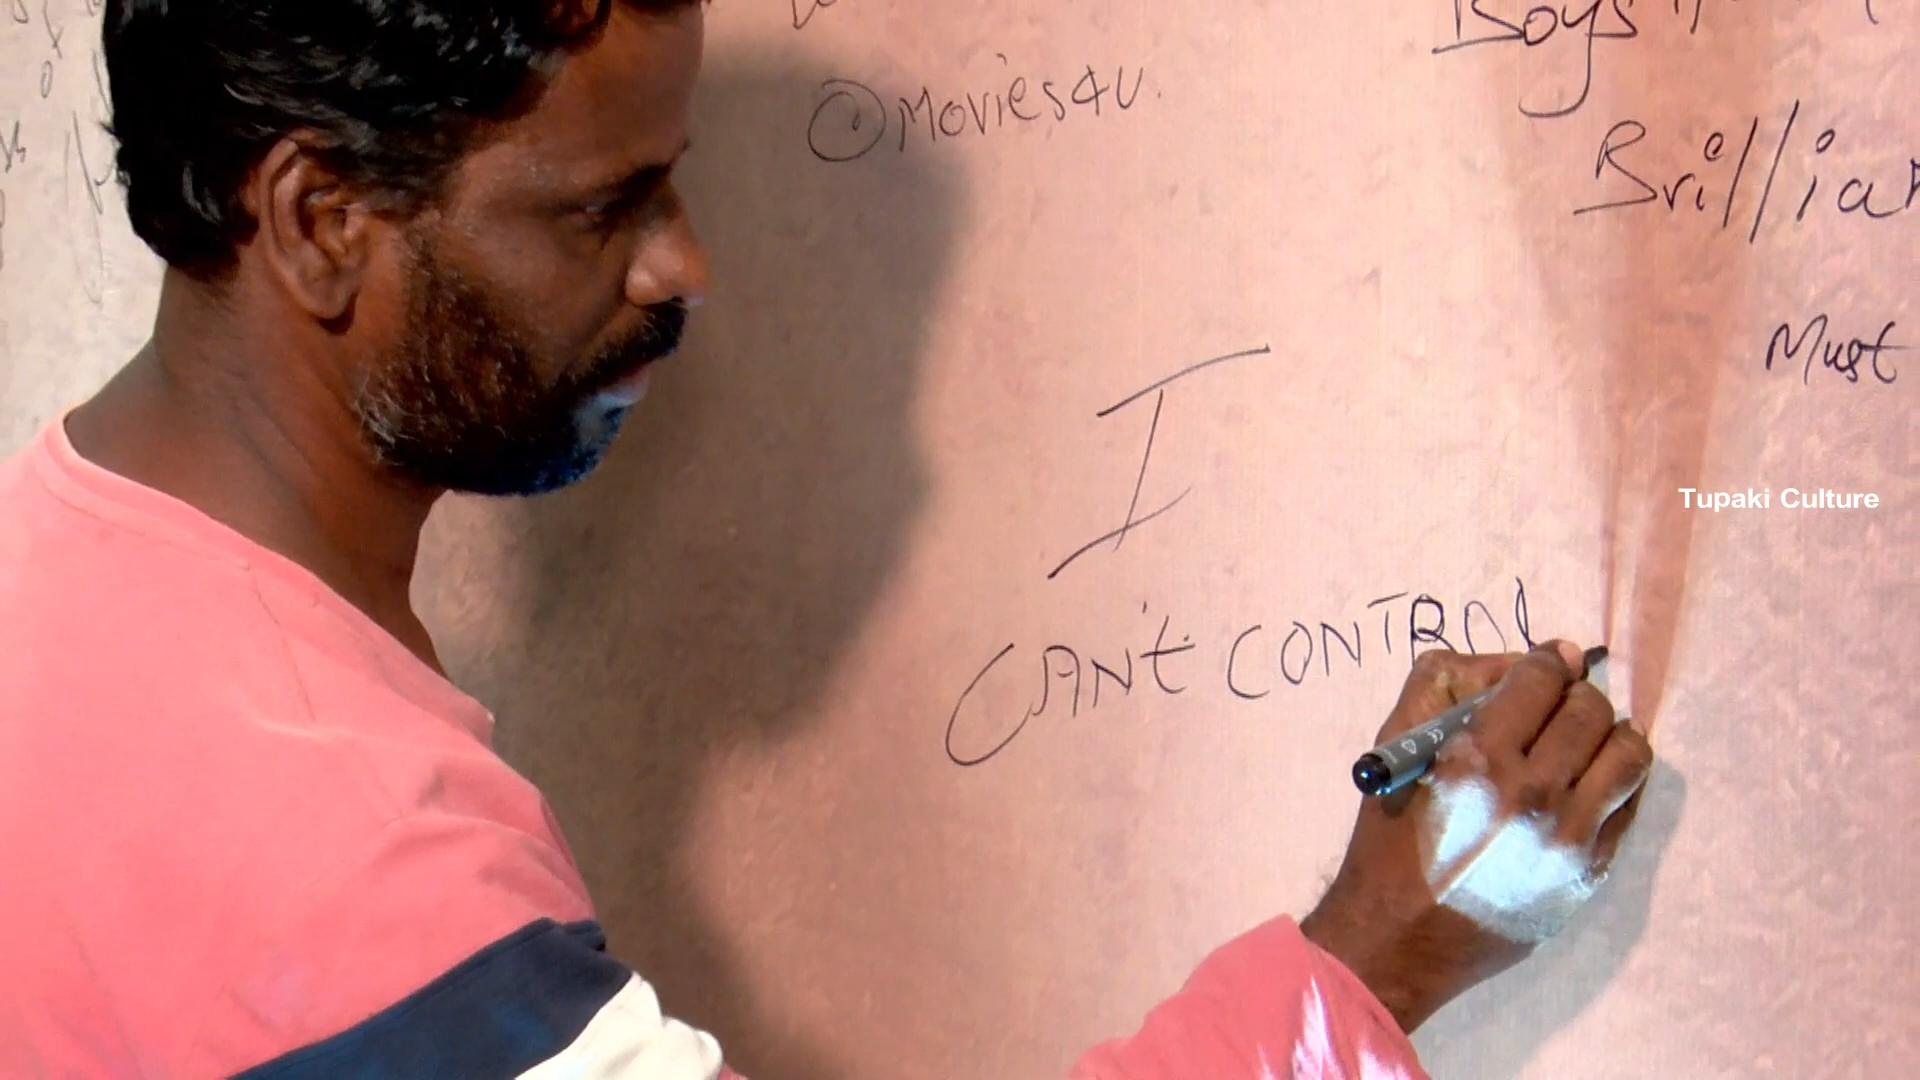 Boys
@Movies4U.
Brillia
Must
I
Tupaki Culture
CAN't CONTROl